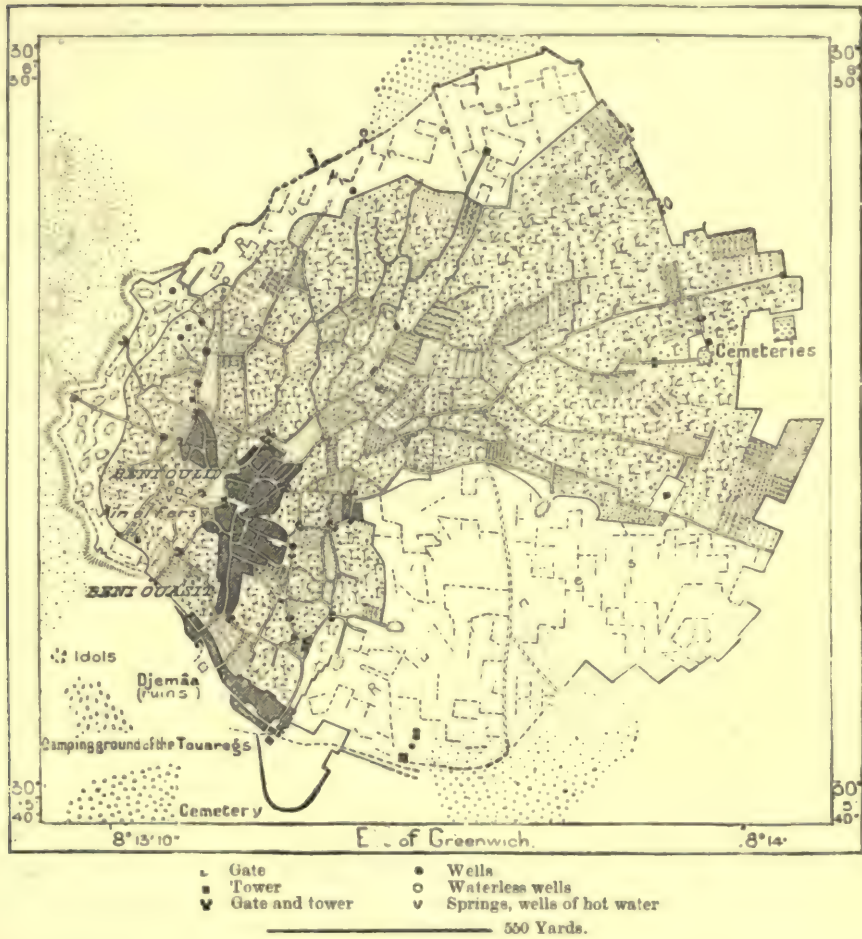 30° 30°
8' 8'
50" 50"
R u i n s
Cemeteries
BENI OULID
Ain el Fers
BENI OUASIT
Idols
Djemâa
(ruins)
R u i n e s
Camping ground of the Touaregs
Cemetery
30° 30°
5' 5'
40" 40"
8° 13' 10" E. of Greenwich. 8° 14'
Gate
Tower
Gate and tower
Wells
Waterless wells
Springs, wells of hot water
550 Yards.